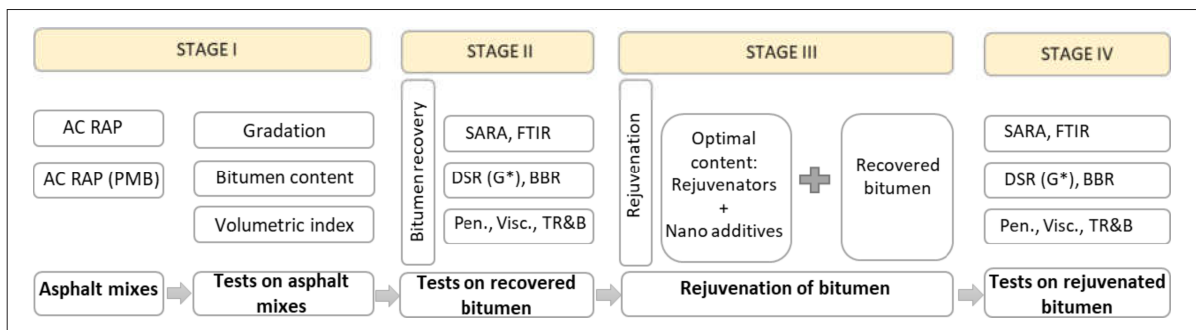 STAGE I
AC RAP
AC RAP (PMB)
Gradation
Bitumen content
Volumetric index
Asphalt mixes
Tests on asphalt
mixes
STAGE II
Bitumen recovery
SARA, FTIR
DSR (G*), BBR
Pen., Visc., TR&B
Tests on recovered
bitumen
STAGE III
Rejuvenation
Optimal
content:
Rejuvenators
+
Nano additives
Recovered
bitumen
Rejuvenation of bitumen
STAGE IV
SARA, FTIR
DSR (G*), BBR
Pen., Visc., TR&B
Tests on rejuvenated
bitumen